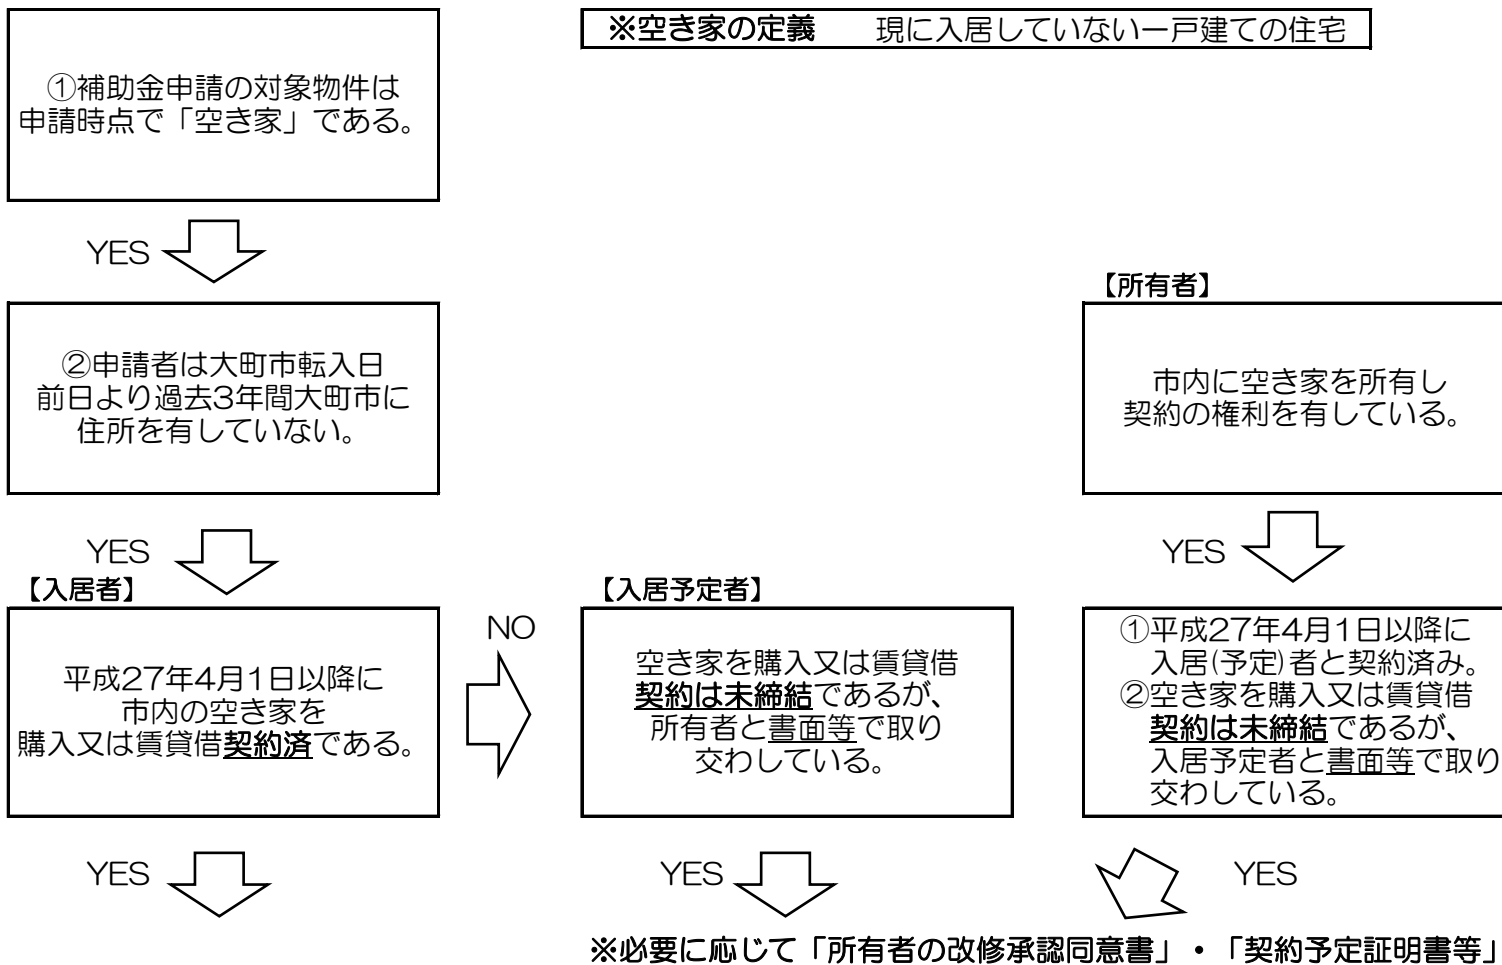 ※空き家の定義　現に入居していない一戸建ての住宅
①補助金申請の対象物件は
申請時点で「空き家」である。
YES
②申請者は大町市転入日
前日より過去3年間大町市に
住所を有していない。
YES
【入居者】
平成27年4月1日以降に
市内の空き家を
購入又は賃貸借契約済である。
NO
YES
【入居予定者】
空き家を購入又は賃貸借
契約は未締結であるが、
所有者と書面等で取り
交わしている。
YES
【所有者】
市内に空き家を所有し
契約の権利を有している。
YES
①平成27年4月1日以降に
入居(予定)者と契約済み。
②空き家を購入又は賃貸借
契約は未締結であるが、
入居予定者と書面等で取り
交わしている。
YES
※必要に応じて「所有者の改修承認同意書」・「契約予定証明書等」